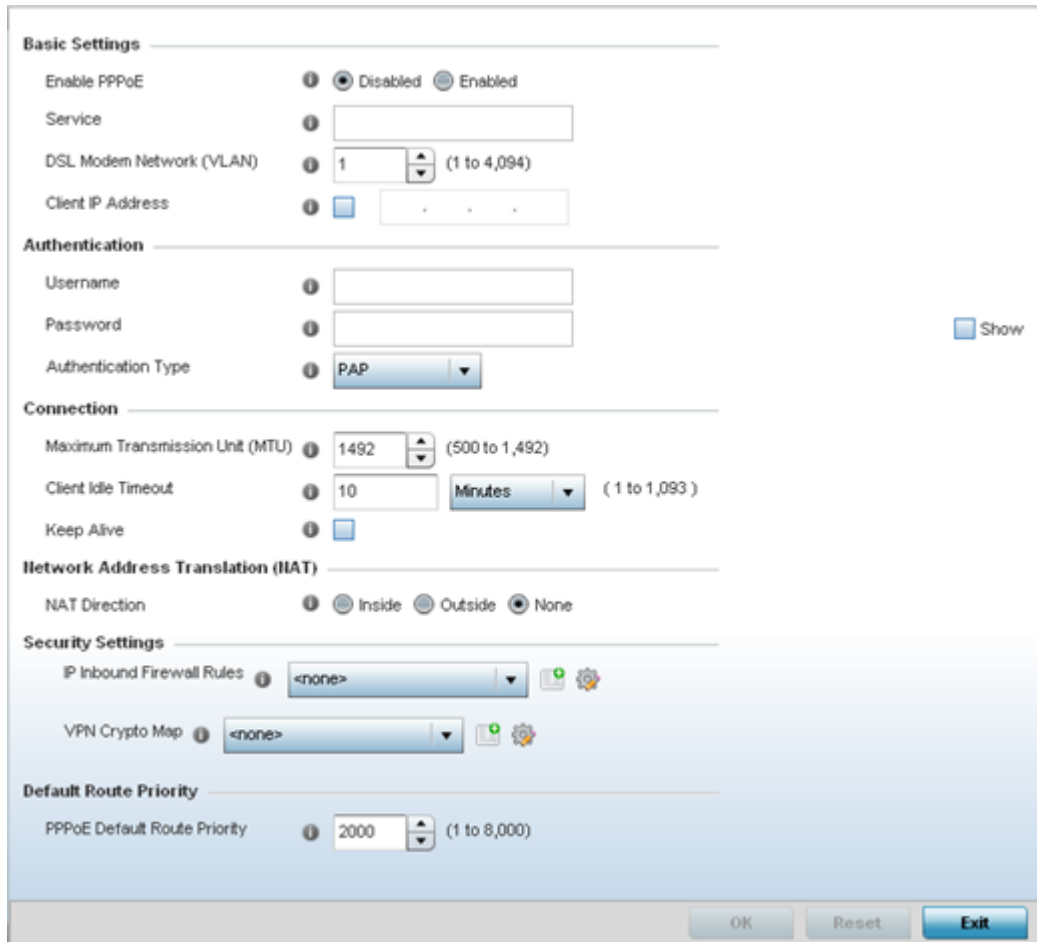 Basic Settings
Enable PPPoE Disabled Enabled
Service
DSL Modem Network (VLAN) 1 (1 to 4,094)
Client IP Address . . .
Authentication
Username
Password Show
Authentication Type PAP
Connection
Maximum Transmission Unit (MTU) 1492 (500 to 1,492)
Client Idle Timeout 10 Minutes ( 1 to 1,093 )
Keep Alive
Network Address Translation (NAT)
NAT Direction Inside Outside None
Security Settings
IP Inbound Firewall Rules <none>
VPN Crypto Map <none>
Default Route Priority
PPPoE Default Route Priority 2000 (1 to 8,000)
OK Reset Exit